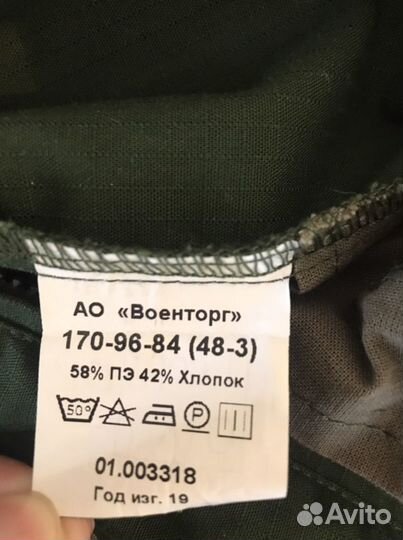 АО «Военторг»
170-96-84 (48-3)
58% ПЭ 42% Хлопок
50°
P
01.003318
Год изг. 19
Avito